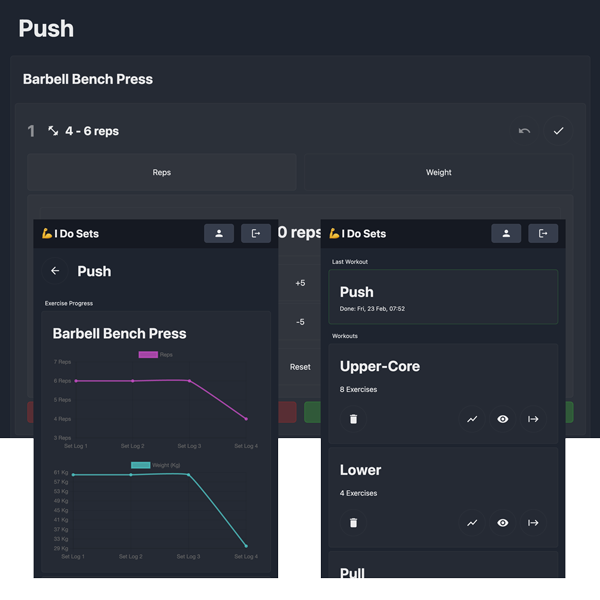 Push
Barbell Bench Press
1 4 - 6 reps
Reps Weight
0 reps
+5
-5
Reset
💪 I Do Sets
Push
Exercise Progress
Barbell Bench Press
Reps
7 Reps
6 Reps
5 Reps
4 Reps
3 Reps
Set Log 1 Set Log 2 Set Log 3 Set Log 4
Weight (Kg)
61 Kg
57 Kg
53 Kg
49 Kg
45 Kg
41 Kg
37 Kg
33 Kg
29 Kg
Set Log 1 Set Log 2 Set Log 3 Set Log 4
💪 I Do Sets
Last Workout
Push
Done: Fri, 23 Feb, 07:52
Workouts
Upper-Core
8 Exercises
Lower
4 Exercises
Pull